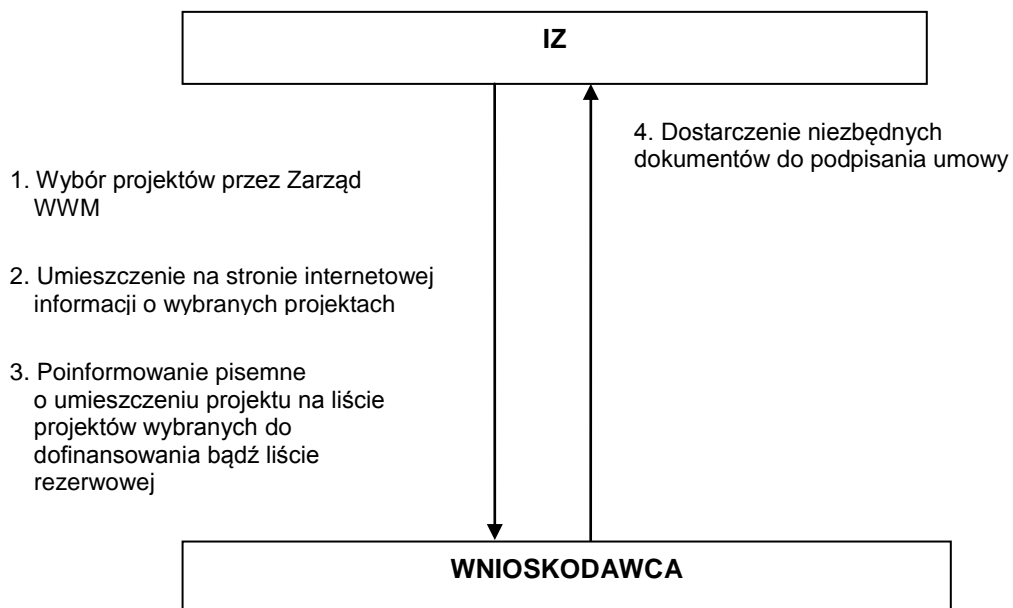 IZ
4. Dostarczenie niezbędnych
dokumentów do podpisania umowy
1. Wybór projektów przez Zarząd
WWM
2. Umieszczenie na stronie internetowej
informacji o wybranych projektach
3. Poinformowanie pisemne
o umieszczeniu projektu na liście
projektów wybranych do
dofinansowania bądź liście
rezerwowej
WNIOSKODAWCA